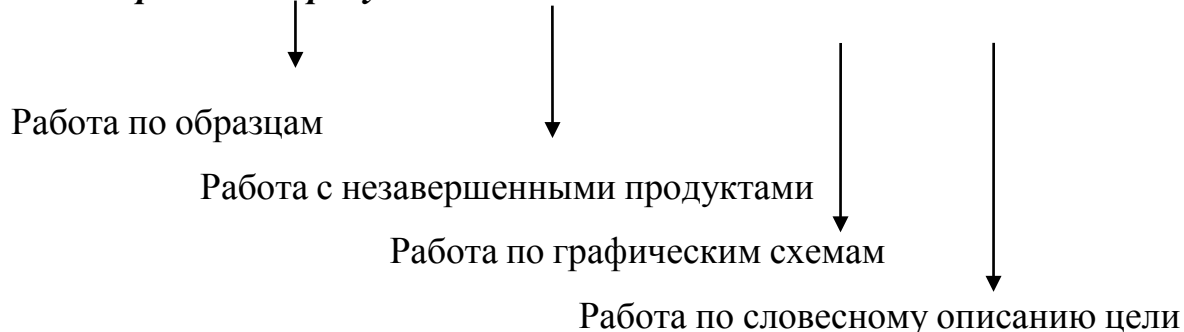 Работа по образцам
Работа с незавершенными продуктами
Работа по графическим схемам
Работа по словесному описанию цели